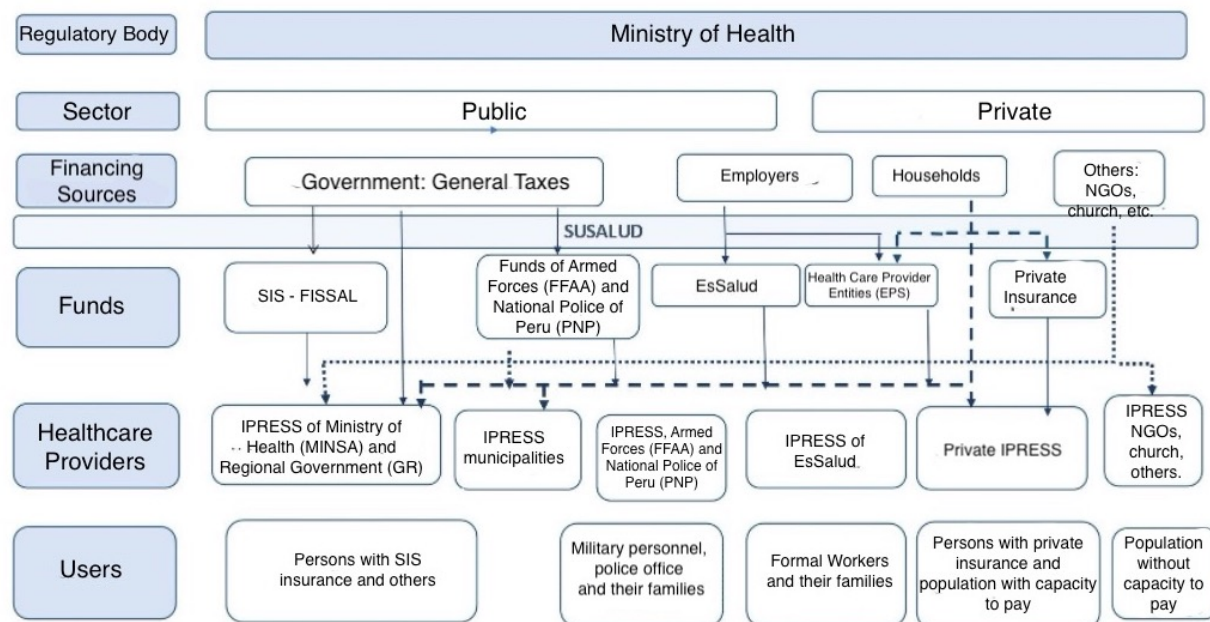 Regulatory Body
Ministry of Health
Sector
Public
Private
Financing
Sources
Government: General Taxes
Employers
Households
Others:
NGOs,
church, etc.
SUSALUD
Funds
SIS - FISSAL
Funds of Armed
Forces (FFAA) and
National Police of
Peru (PNP)
EsSalud
Health Care Provider
Entities (EPS)
Private
Insurance
Healthcare
Providers
IPRESS of Ministry of
Health (MINSA) and
Regional Government (GR)
IPRESS
municipalities
IPRESS, Armed
Forces (FFAA) and
National Police of
Peru (PNP)
IPRESS of
EsSalud
Private IPRESS
IPRESS
NGOs,
church,
others.
Users
Persons with SIS
insurance and others
Military personnel,
police office
and their families
Formal Workers
and their families
Persons with private
insurance and
population with capacity
to pay
Population
without
capacity to
pay